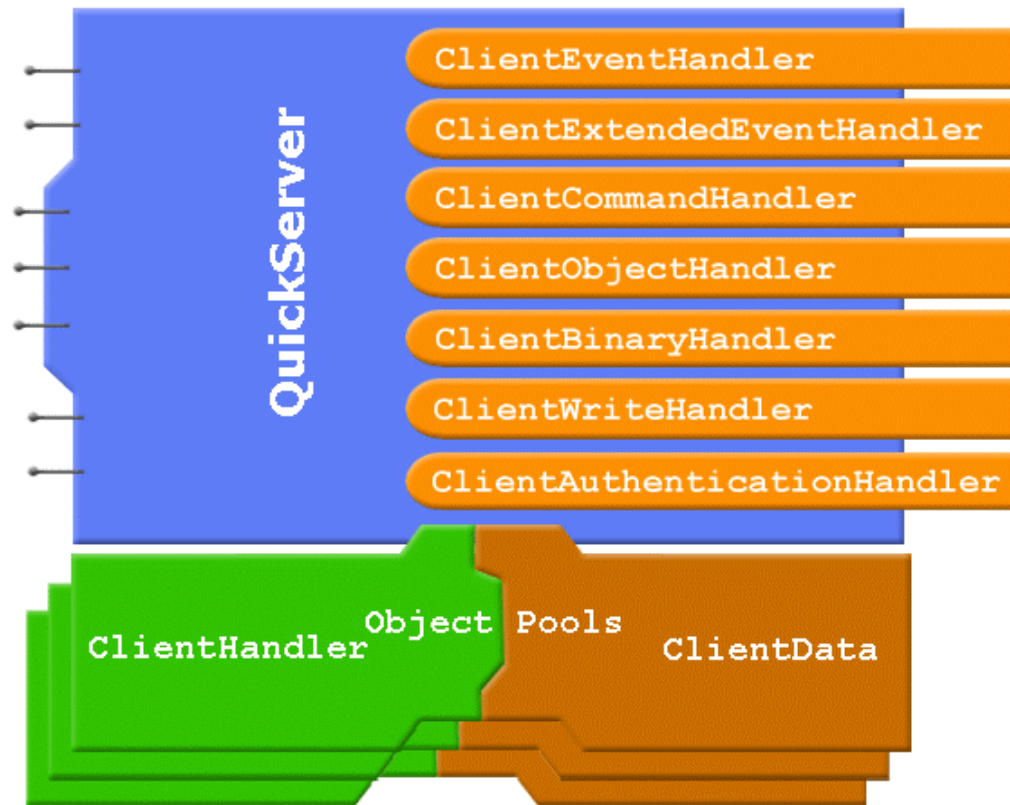 QuickServer
ClientEventHandler
ClientExtendedEventHandler
ClientCommandHandler
ClientObjectHandler
ClientBinaryHandler
ClientWriteHandler
ClientAuthenticationHandler
Object Pools
ClientHandler
ClientData